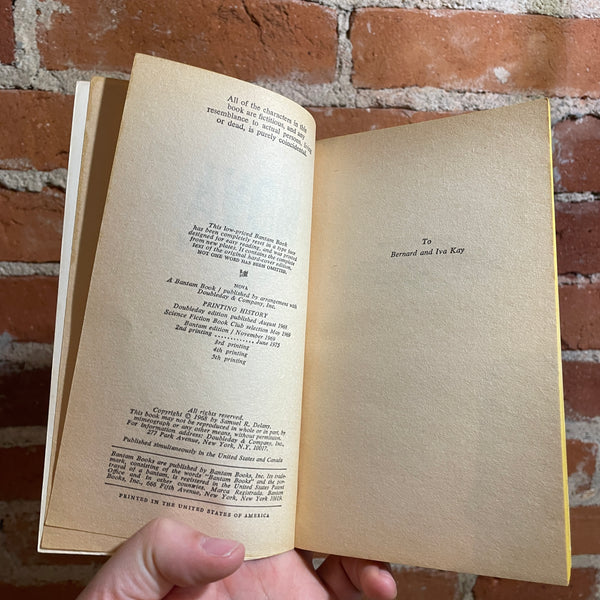 All of the characters in this
book are fictitious, and any
resemblance to actual persons, living
or dead, is purely coincidental.
This low-priced Bantam Book
has been completely reset in a type face
designed for easy reading, and was printed
from new plates. It contains the complete
text of the original hard-cover edition.
NOT ONE WORD HAS BEEN OMITTED.
NOVA
A Bantam Book / published by arrangement with
Doubleday & Company, Inc.
PRINTING HISTORY
Doubleday edition published August 1968
Science Fiction Book Club selection May 1969
Bantam edition / November 1969
2nd printing .............. June 1975
3rd printing
4th printing
5th printing
All rights reserved.
Copyright © 1968 by Samuel R. Delany.
This book may not be reproduced in whole or in part, by
mimeograph or any other means, without permission.
For information address: Doubleday & Company, Inc.,
277 Park Avenue, New York, N.Y. 10017.
Published simultaneously in the United States and Canada
Bantam Books are published by Bantam Books, Inc. Its trade-
mark, consisting of the words "Bantam Books" and the por-
trayal of a bantam, is registered in the United States Patent
Office and in other countries. Marca Registrada. Bantam
Books, Inc., 666 Fifth Avenue, New York, New York 10019.
PRINTED IN THE UNITED STATES OF AMERICA
To
Bernard and Iva Kay